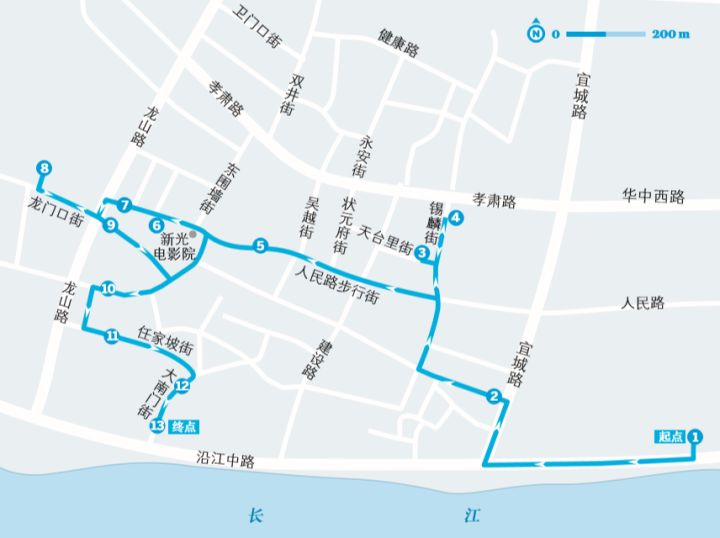 卫门口街
健康路
N 0 200 m
双井街
宜城路
孝肃路
龙山路
永安街
东围墙街
8
龙门口街
7
6
9
新光
电影院
吴越街
状元府街
天台里街
锡麟街
4
孝肃路
华中西路
3
5
人民路步行街
人民路
龙山路
10
11
任家坡街
建设路
宜城路
大南门街
12
2
13 终点
起点 1
沿江中路
长江